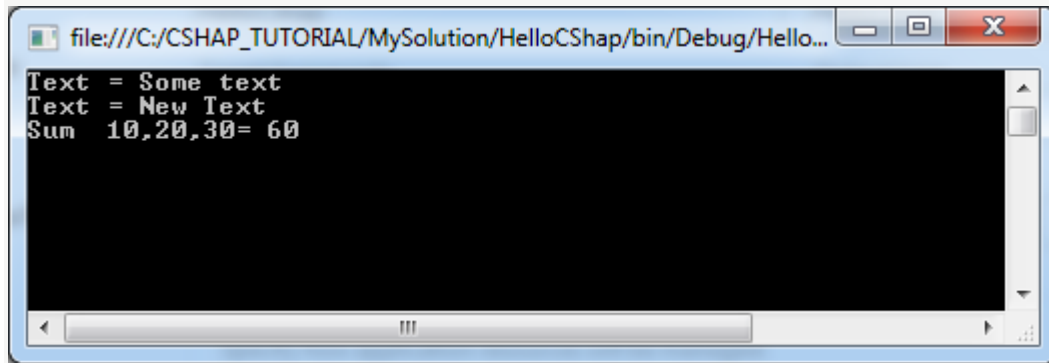 file:///C:/CSHAP_TUTORIAL/MySolution/HelloCShap/bin/Debug/Hello...
Text = Some text
Text = New Text
Sum  10,20,30= 60